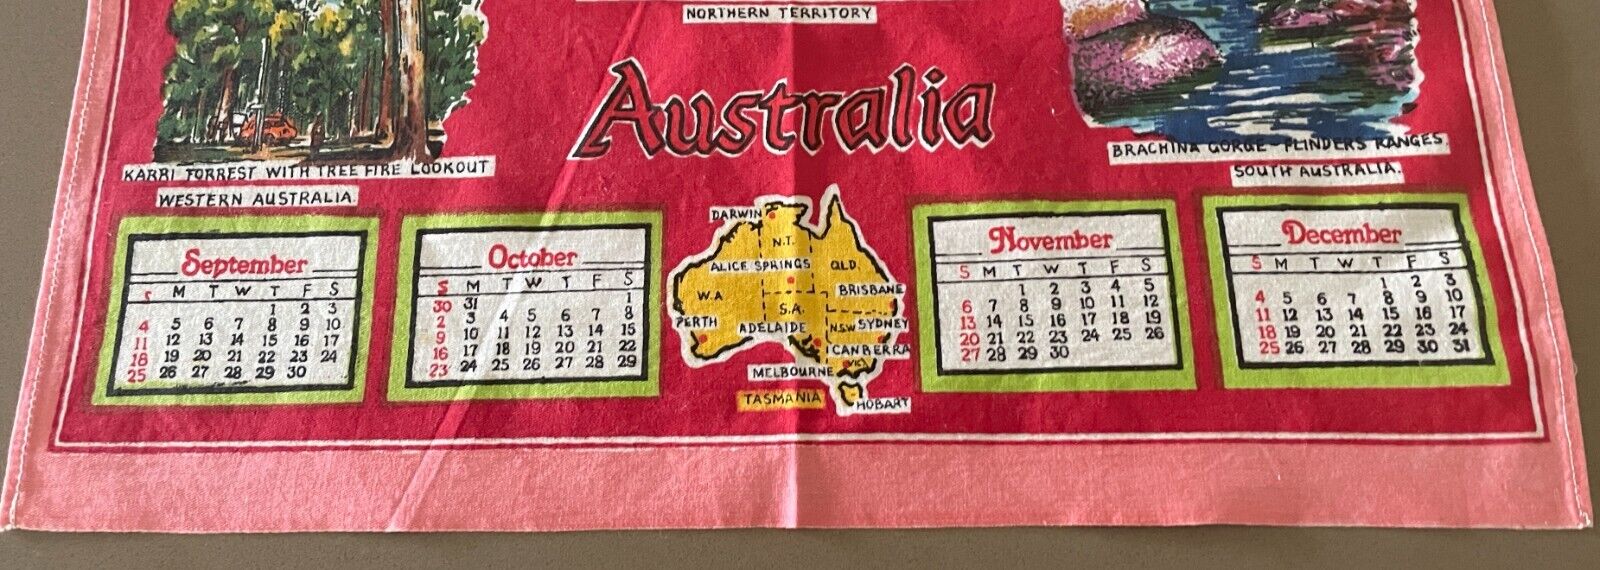 NORTHERN TERRITORY
Australia
KARRI FORREST WITH TREE FIRE LOOKOUT
WESTERN AUSTRALIA.
BRACHINA GORGE - FLINDERS RANGES.
SOUTH AUSTRALIA.
September
S M T W T F S
1 2 3
4 5 6 7 8 9 10
11 12 13 14 15 16 17
18 19 20 21 22 23 24
25 26 27 28 29 30
October
S M T W T F S
30 31 1
2 3 4 5 6 7 8
9 10 11 12 13 14 15
16 17 18 19 20 21 22
23 24 25 26 27 28 29
DARWIN
N.T.
ALICE SPRINGS
QLD.
W.A
BRISBANE
S.A.
PERTH
ADELAIDE
N.S.W
SYDNEY
CANBERRA
VIC.
MELBOURNE
TASMANIA
HOBART
November
S M T W T F S
1 2 3 4 5
6 7 8 9 10 11 12
13 14 15 16 17 18 19
20 21 22 23 24 25 26
27 28 29 30
December
S M T W T F S
1 2 3
4 5 6 7 8 9 10
11 12 13 14 15 16 17
18 19 20 21 22 23 24
25 26 27 28 29 30 31